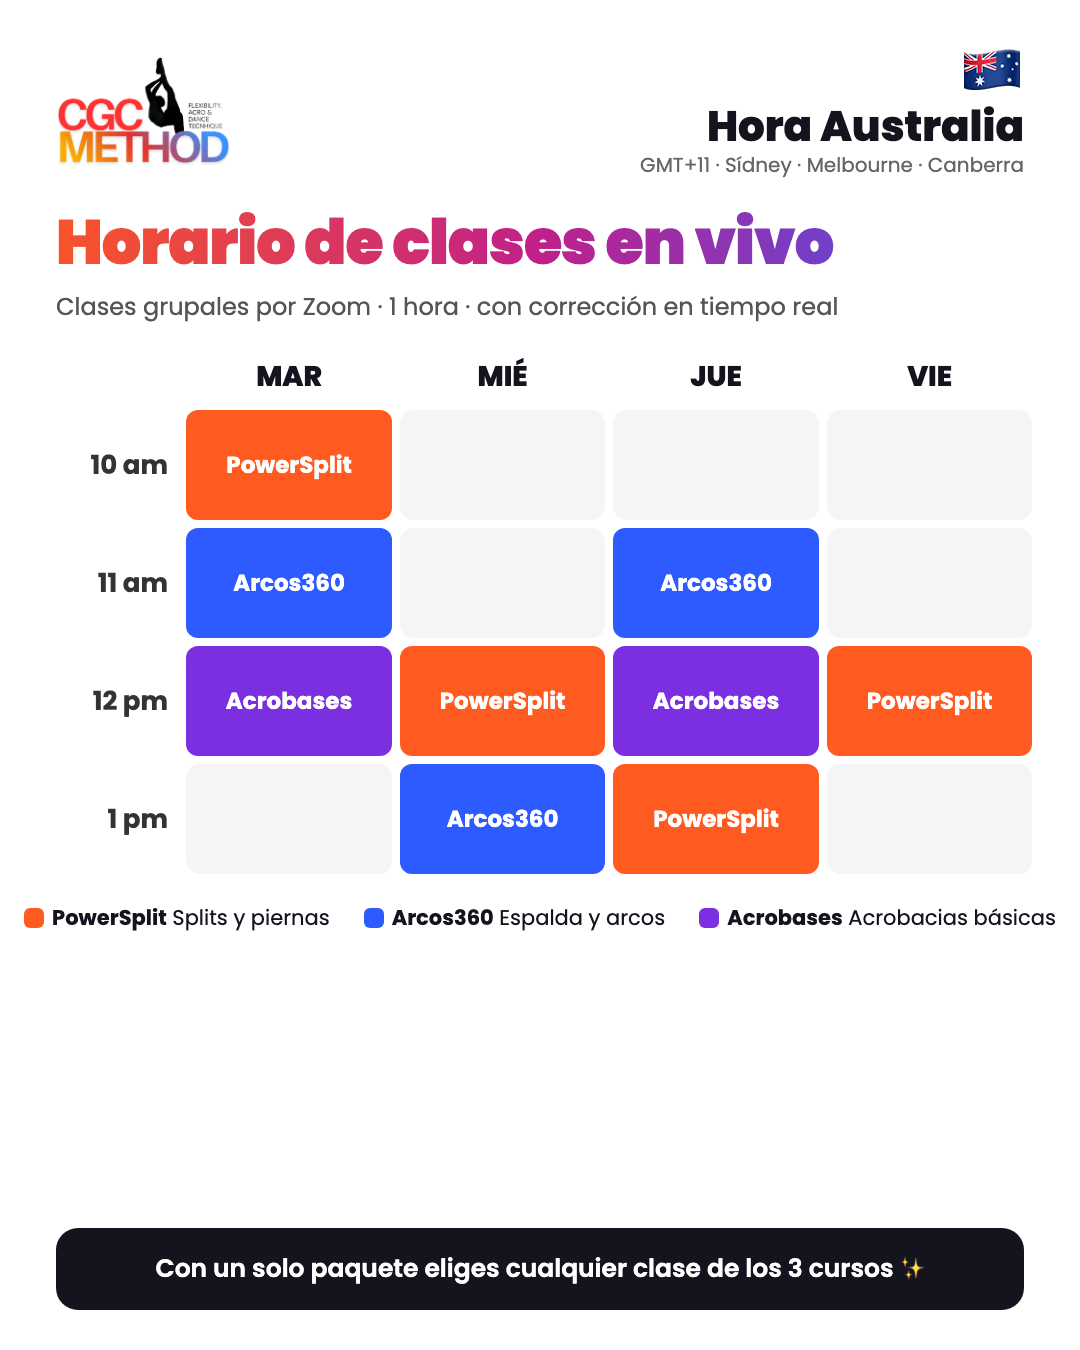 CGC
METHOD
FLEXIBILITY,
ACRO &
DANCE
TECNHIQUE
Hora Australia
GMT+11 · Sídney · Melbourne · Canberra
Horario de clases en vivo
Clases grupales por Zoom · 1 hora · con corrección en tiempo real
MAR MIÉ JUE VIE
10 am PowerSplit
11 am Arcos360 Arcos360
12 pm Acrobases PowerSplit Acrobases PowerSplit
1 pm Arcos360 PowerSplit
PowerSplit Splits y piernas Arcos360 Espalda y arcos Acrobases Acrobacias básicas
Con un solo paquete eliges cualquier clase de los 3 cursos ✨